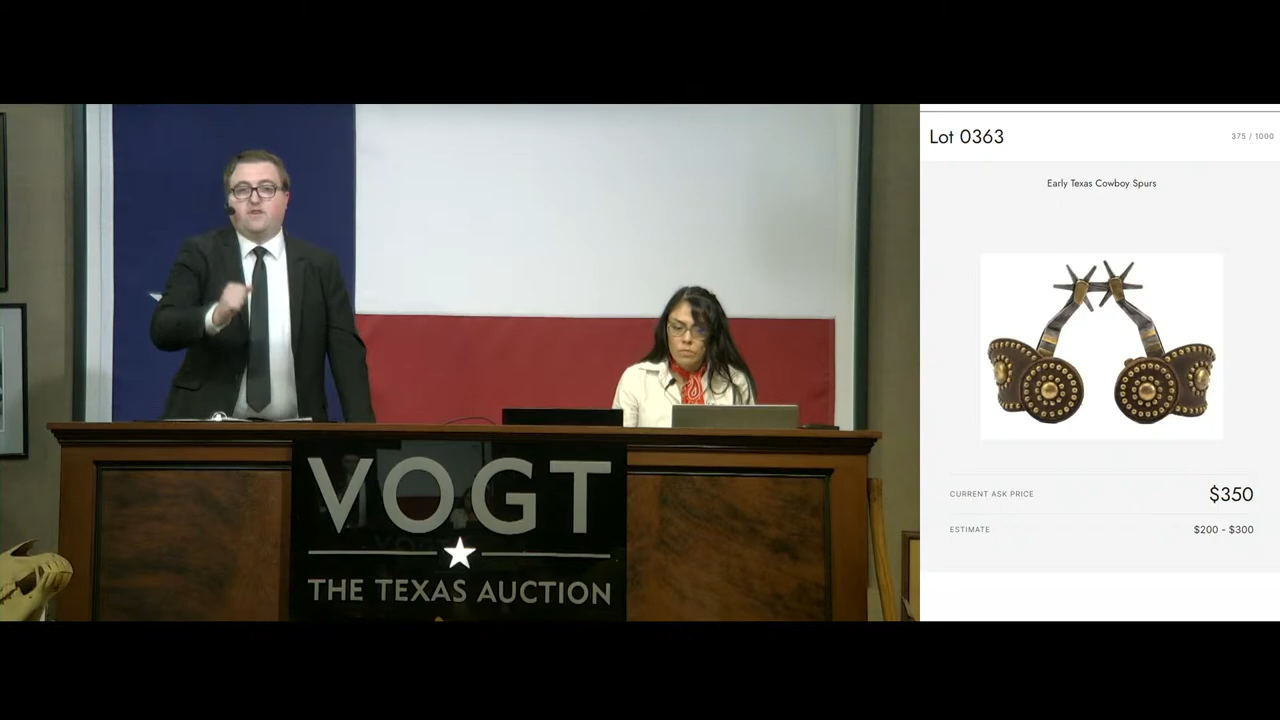 Lot 0363
375 / 1000
Early Texas Cowboy Spurs
CURRENT ASK PRICE
$350
ESTIMATE
$200 - $300
VOGT
THE TEXAS AUCTION